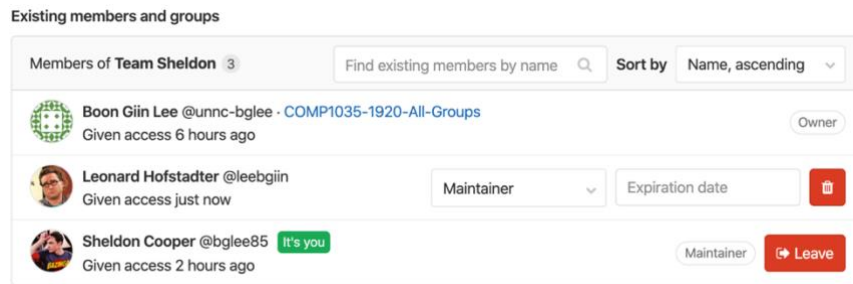 Existing members and groups
Members of Team Sheldon 3
Find existing members by name
Sort by
Name, ascending
Boon Giin Lee @unnc-bglee · COMP1035-1920-All-Groups
Given access 6 hours ago
Owner
Leonard Hofstadter @leebgiin
Given access just now
Maintainer
Expiration date
Sheldon Cooper @bglee85 It's you
Given access 2 hours ago
Maintainer
Leave